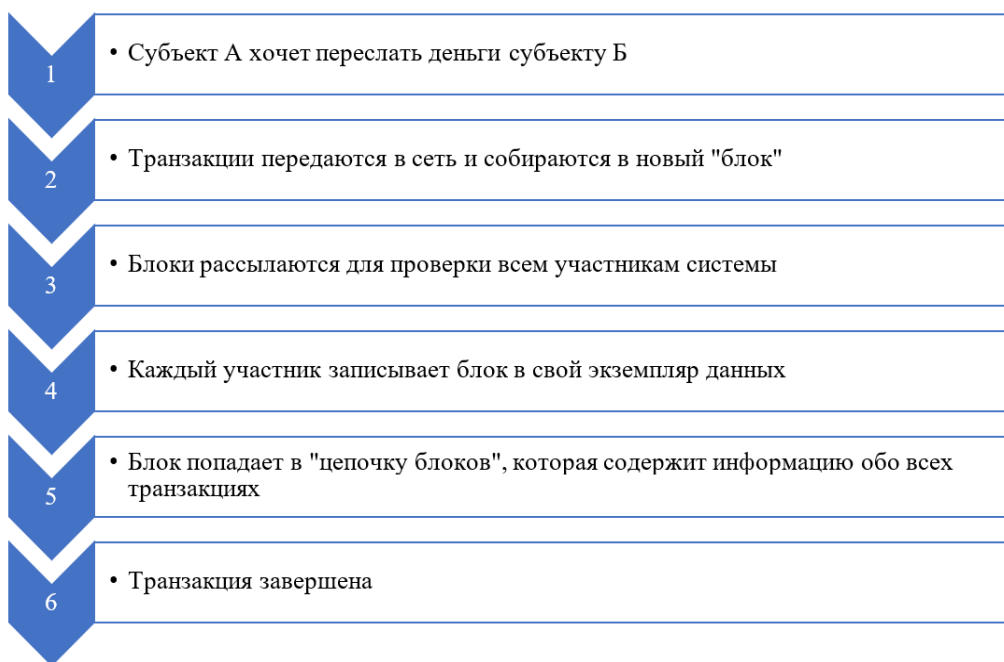 1
• Субъект А хочет переслать деньги субъекту Б
2
• Транзакции передаются в сеть и собираются в новый "блок"
3
• Блоки рассылаются для проверки всем участникам системы
4
• Каждый участник записывает блок в свой экземпляр данных
5
• Блок попадает в "цепочку блоков", которая содержит информацию обо всех
транзакциях
6
• Транзакция завершена